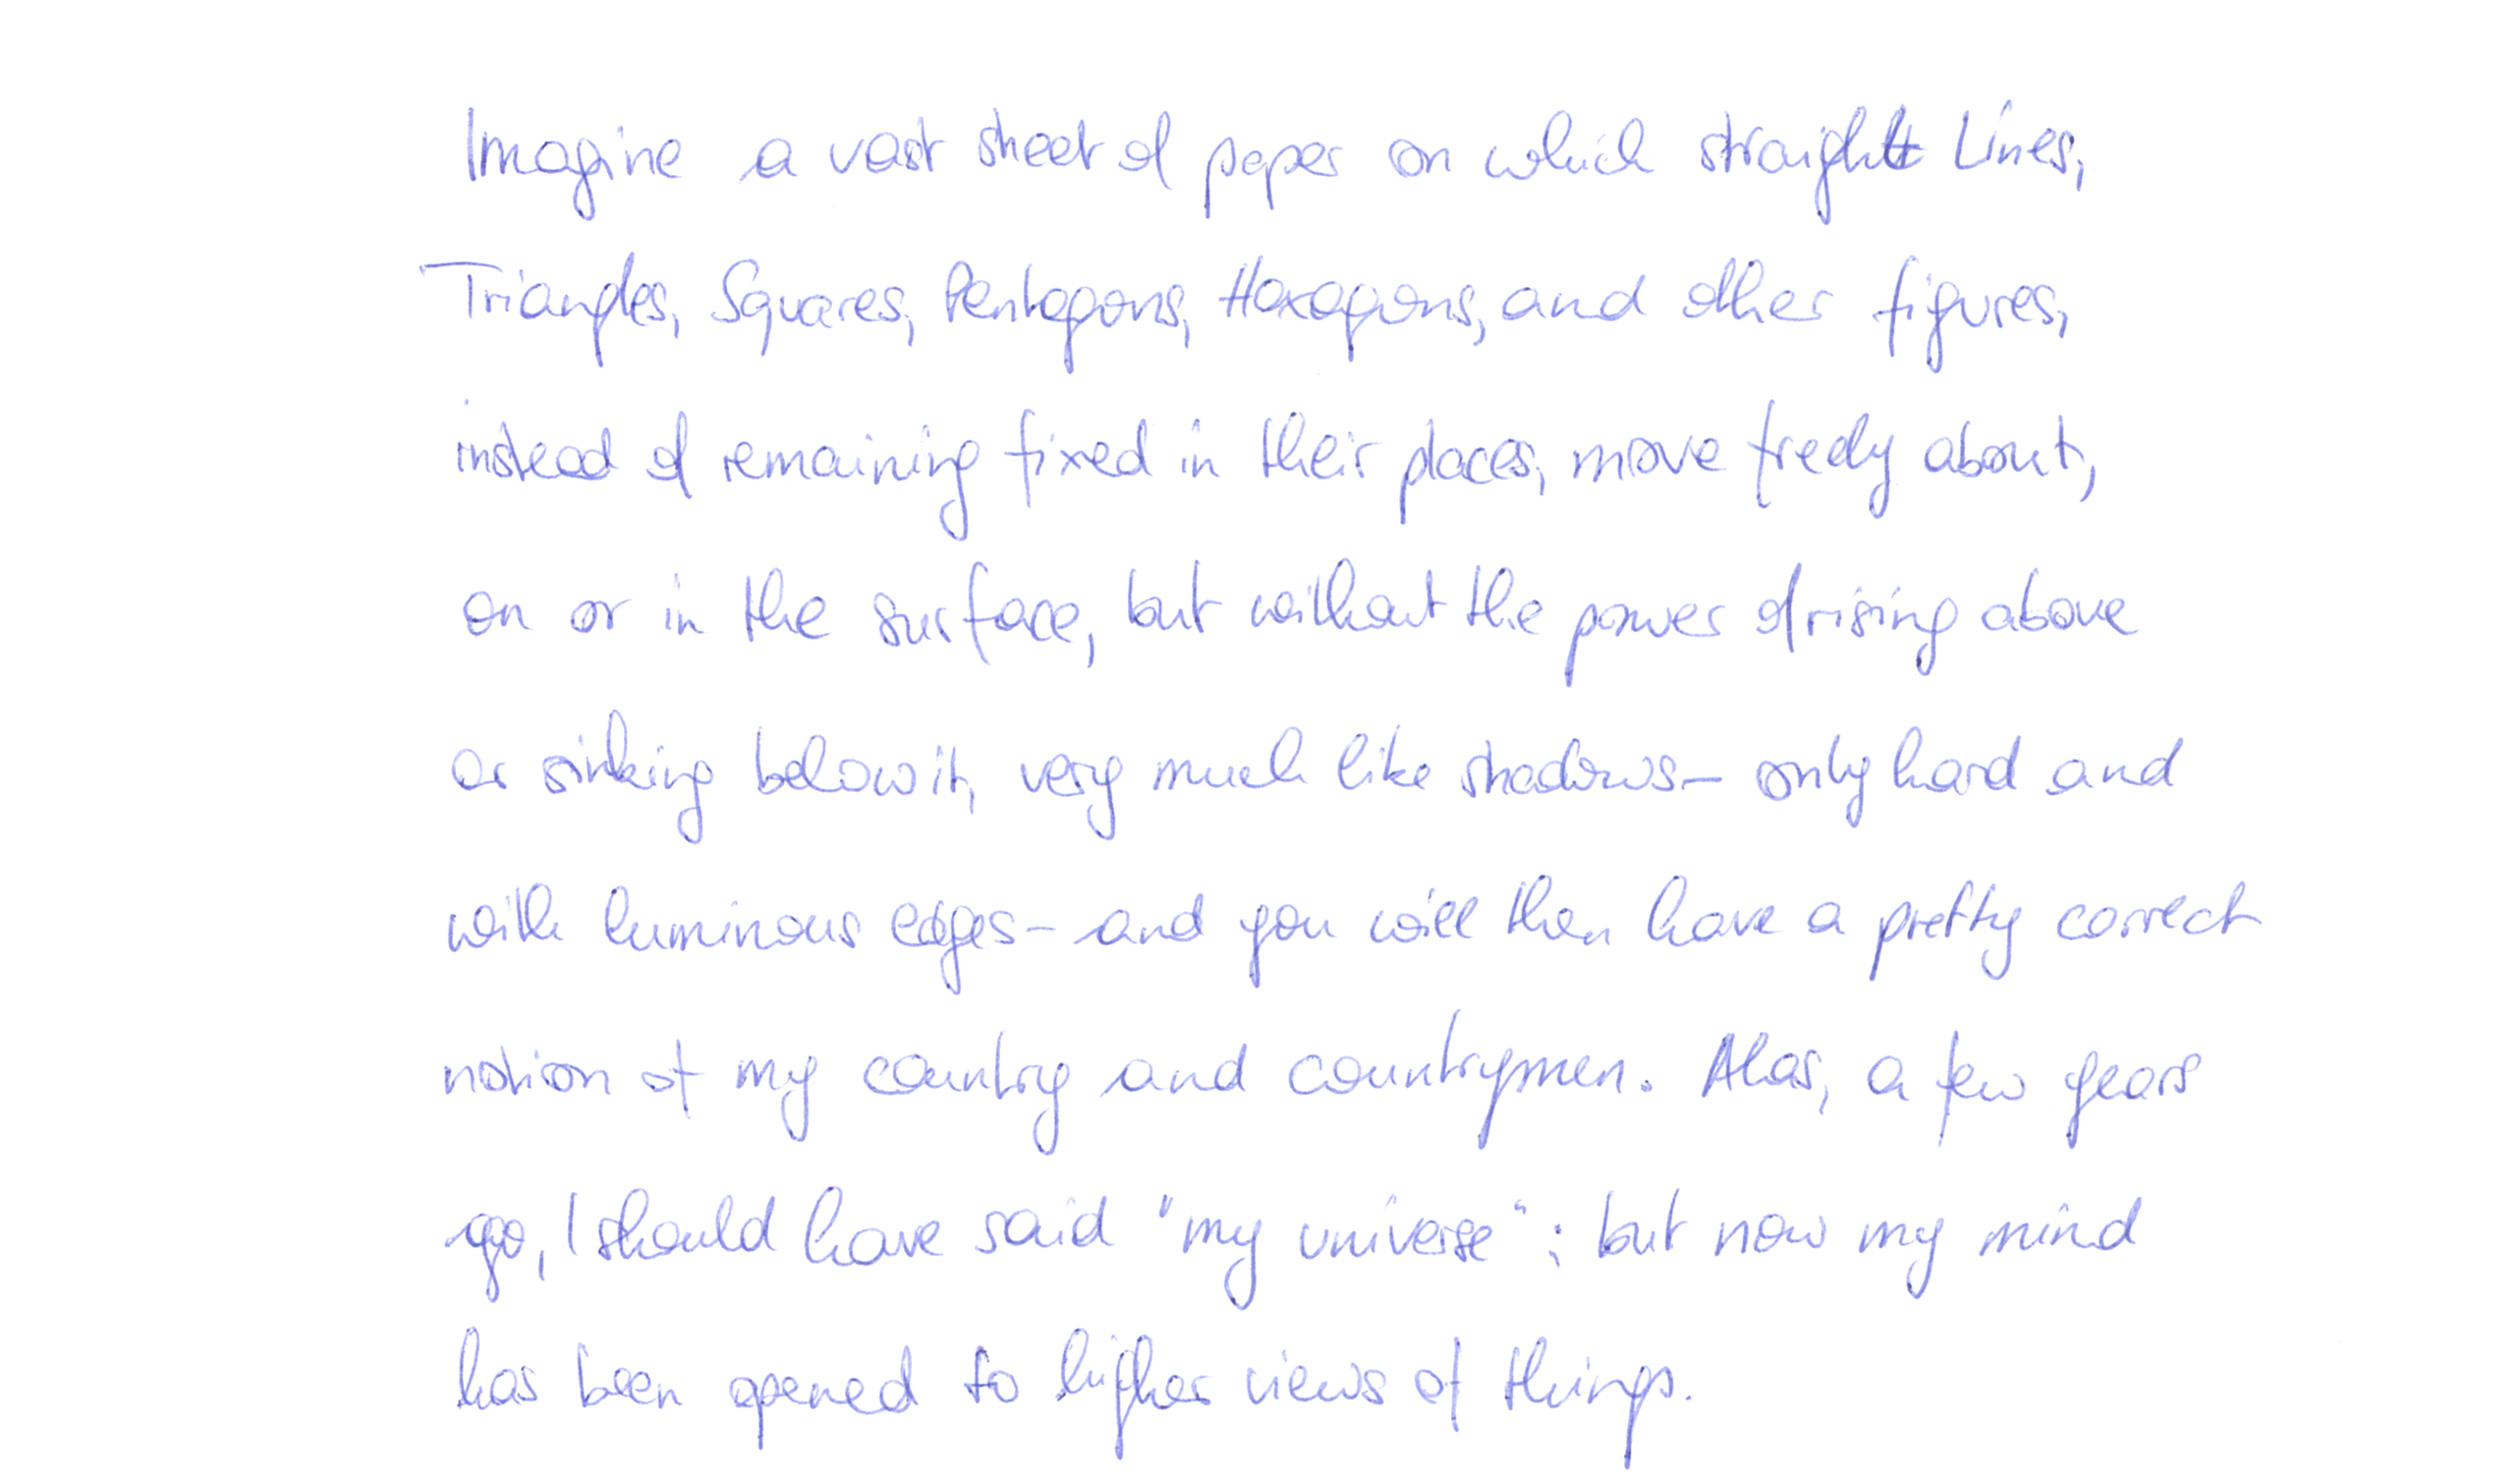 Imagine a vast sheet of paper on which straight Lines,
Triangles, Squares, Pentagons, Hexagons, and other figures,
instead of remaining fixed in their places, move freely about,
on or in the surface, but without the power of rising above
or sinking below it, very much like shadows - only hard and
with luminous edges - and you will then have a pretty correct
notion of my country and countrymen. Alas, a few years
ago, I should have said "my universe"; but now my mind
has been opened to higher views of things.